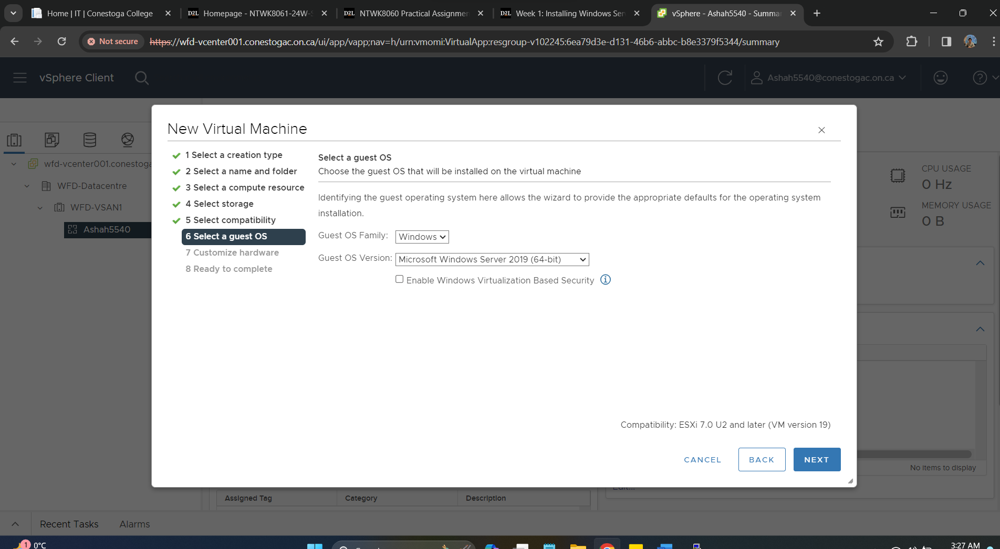 Home | IT | Conestoga College
D2L Homepage - NTWK8061-24W-S
D2L NTWK8060 Practical Assignmen
D2L Week 1: Installing Windows Ser
vSphere - Ashah5540 - Summa
Not secure
https://wfd-vcenter001.conestogac.on.ca/ui/app/vapp;nav=h/urn:vmomi:VirtualApp:resgroup-v102245:6ea79d3e-d131-46b6-abbc-b8e3379f5344/summary
vSphere Client
Ashah5540@conestogac.on.ca
wfd-vcenter001.conestoga
WFD-Datacentre
WFD-VSAN1
Ashah5540
New Virtual Machine
1 Select a creation type
2 Select a name and folder
3 Select a compute resource
4 Select storage
5 Select compatibility
6 Select a guest OS
7 Customize hardware
8 Ready to complete
Select a guest OS
Choose the guest OS that will be installed on the virtual machine
Identifying the guest operating system here allows the wizard to provide the appropriate defaults for the operating system
installation.
Guest OS Family: Windows
Guest OS Version: Microsoft Windows Server 2019 (64-bit)
Enable Windows Virtualization Based Security
Compatibility: ESXi 7.0 U2 and later (VM version 19)
CANCEL BACK NEXT
CPU USAGE
0 Hz
MEMORY USAGE
0 B
No items to display
Edit...
Assigned Tag Category Description
Recent Tasks Alarms
1 0°C
3:27 AM